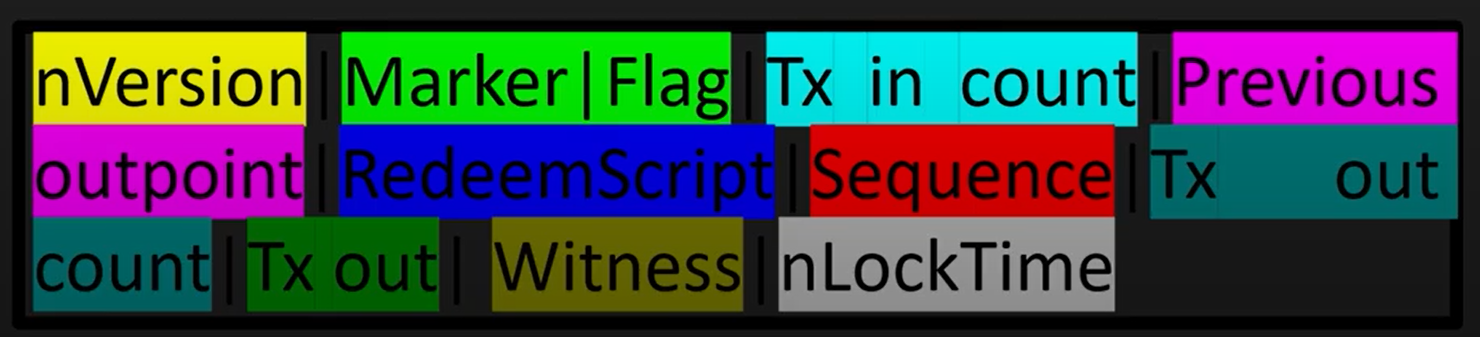 nVersion | Marker|Flag | Tx in count | Previous
outpoint | RedeemScript | Sequence | Tx out
count | Tx out | Witness | nLockTime